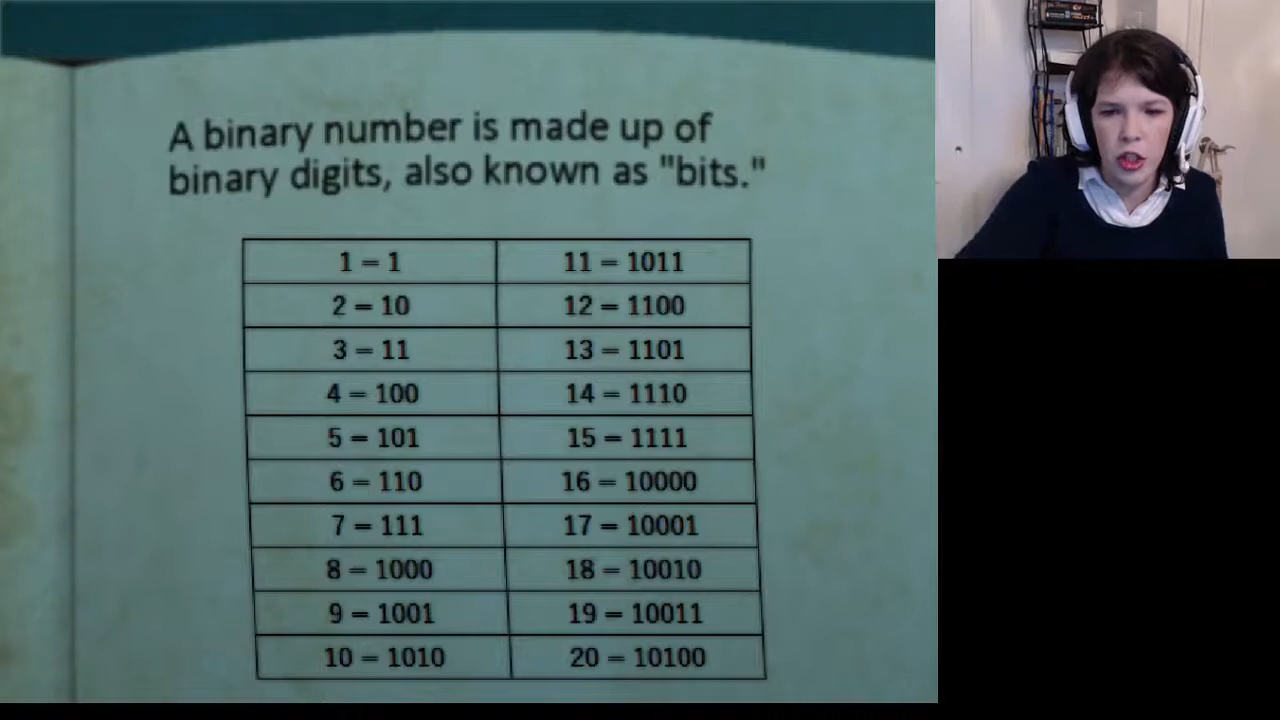 A binary number is made up of
binary digits, also known as "bits."
1 = 1
11 = 1011
2 = 10
12 = 1100
3 = 11
13 = 1101
4 = 100
14 = 1110
5 = 101
15 = 1111
6 = 110
16 = 10000
7 = 111
17 = 10001
8 = 1000
18 = 10010
9 = 1001
19 = 10011
10 = 1010
20 = 10100